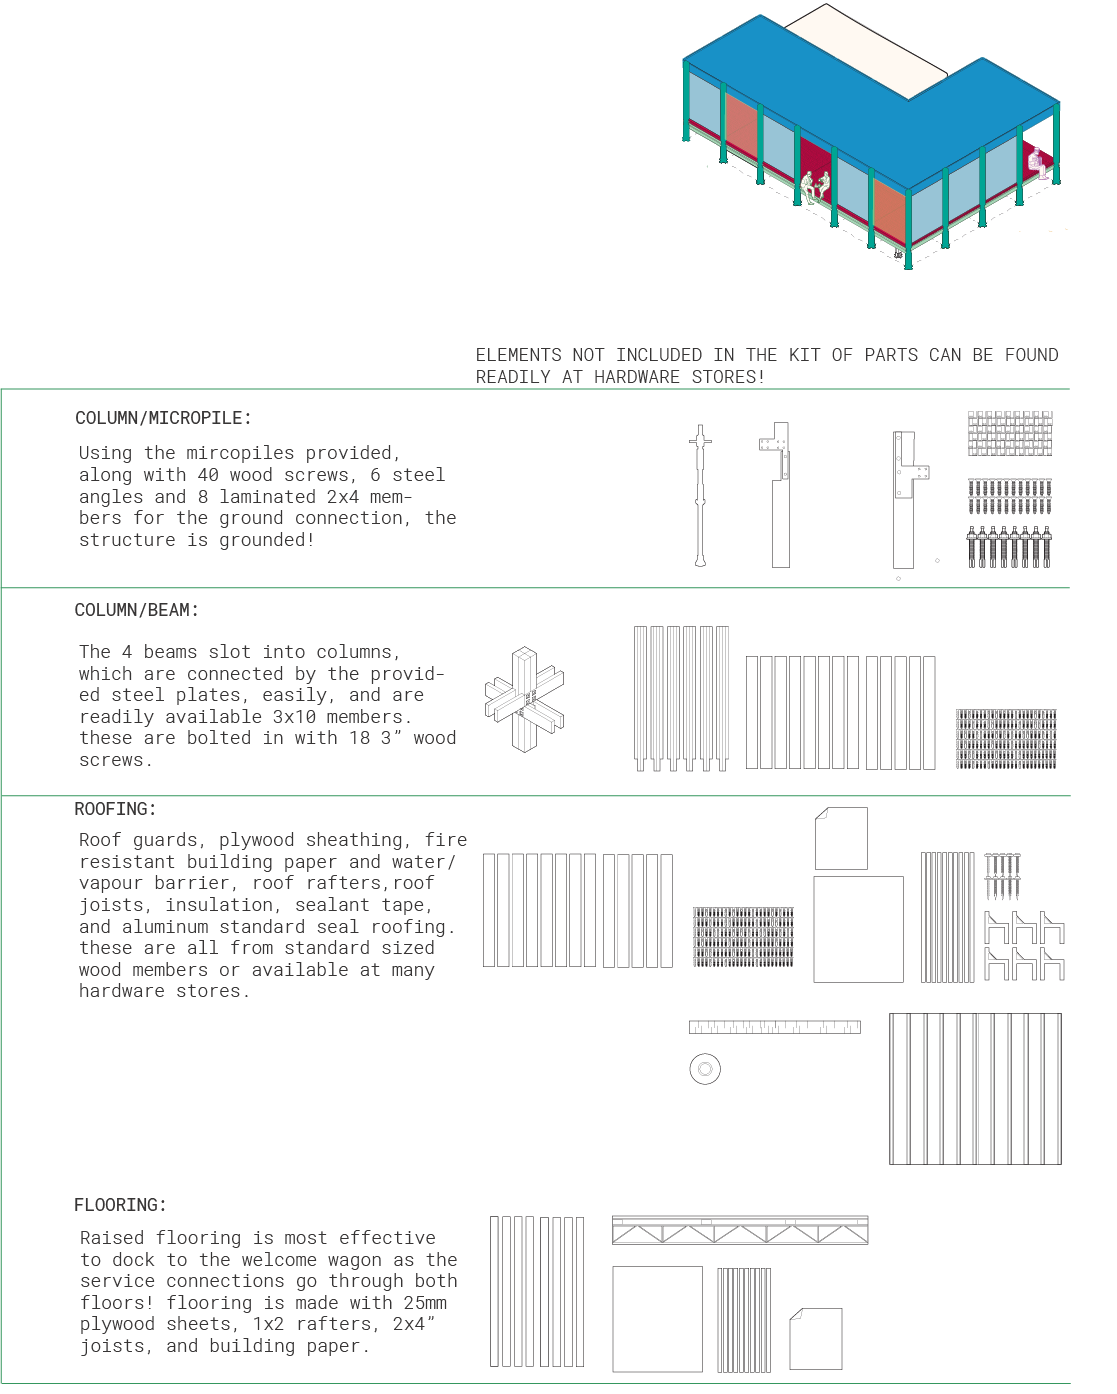 ELEMENTS NOT INCLUDED IN THE KIT OF PARTS CAN BE FOUND
READILY AT HARDWARE STORES!
COLUMN/MICROPILE:
Using the mircopiles provided,
along with 40 wood screws, 6 steel
angles and 8 laminated 2x4 mem-
bers for the ground connection, the
structure is grounded!
COLUMN/BEAM:
The 4 beams slot into columns,
which are connected by the provid-
ed steel plates, easily, and are
readily available 3x10 members.
these are bolted in with 18 3” wood
screws.
ROOFING:
Roof guards, plywood sheathing, fire
resistant building paper and water/
vapour barrier, roof rafters,roof
joists, insulation, sealant tape,
and aluminum standard seal roofing.
these are all from standard sized
wood members or available at many
hardware stores.
FLOORING:
Raised flooring is most effective
to dock to the welcome wagon as the
service connections go through both
floors! flooring is made with 25mm
plywood sheets, 1x2 rafters, 2x4”
joists, and building paper.